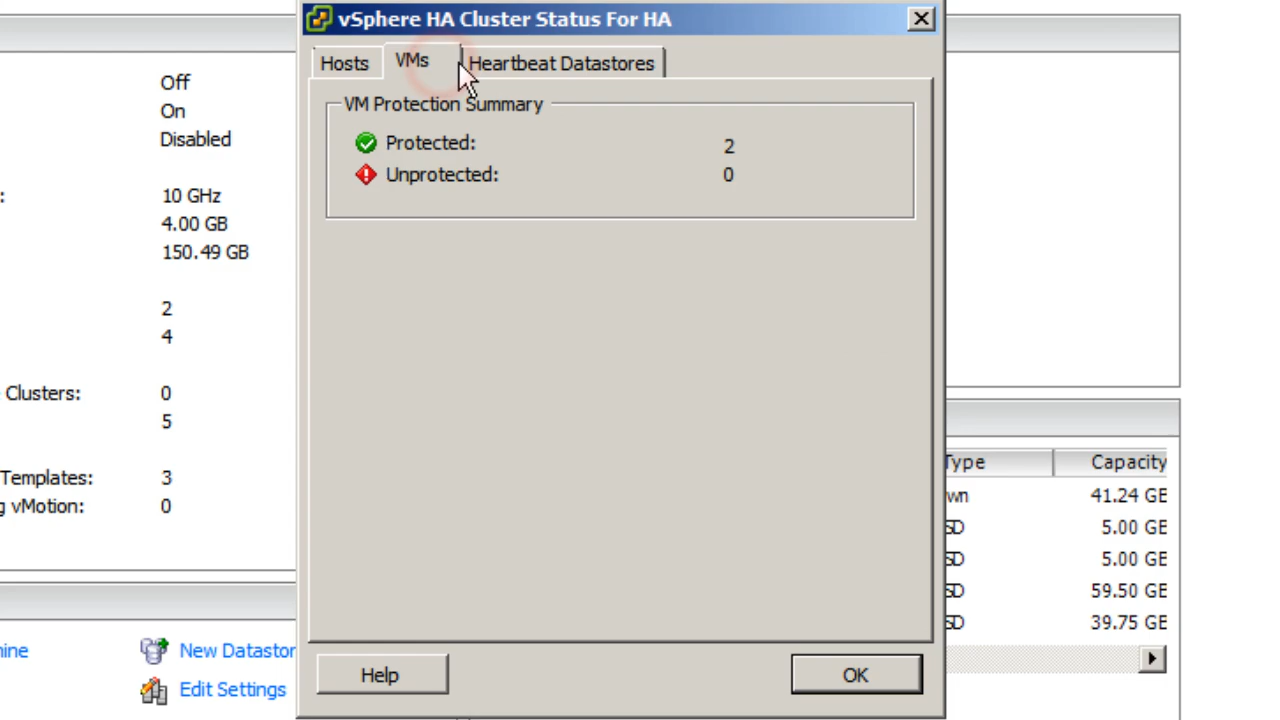 vSphere HA Cluster Status For HA
Hosts
VMs
Heartbeat Datastores
VM Protection Summary
Protected: 2
Unprotected: 0
Help
OK
Off
On
Disabled
: 10 GHz
4.00 GB
150.49 GB
2
4
Clusters: 0
5
Templates: 3
g vMotion: 0
nine
New Datastor
Edit Settings
Type Capacity
wn 41.24 GE
SD 5.00 GE
SD 5.00 GE
SD 59.50 GE
SD 39.75 GE